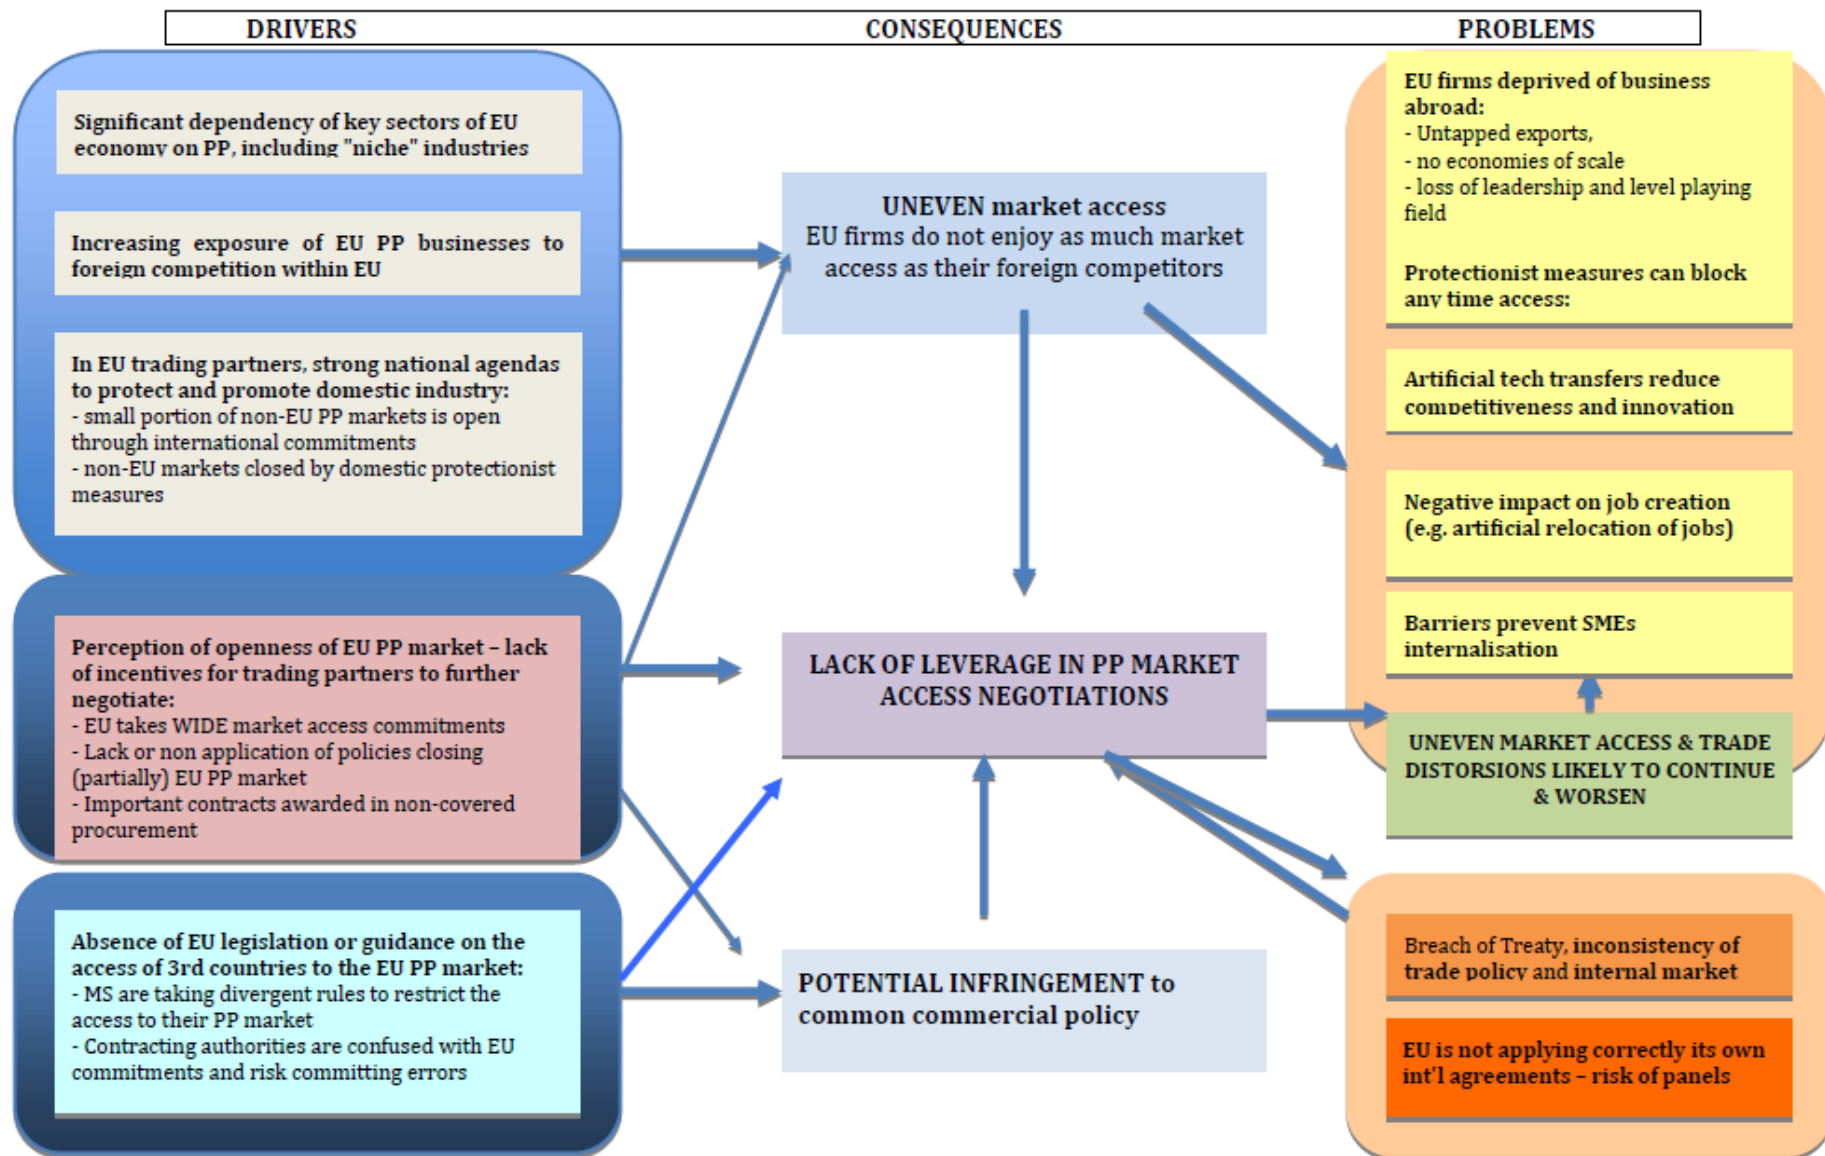 DRIVERS
CONSEQUENCES
PROBLEMS
Significant dependency of key sectors of EU
economy on PP, including "niche" industries
Increasing exposure of EU PP businesses to
foreign competition within EU
In EU trading partners, strong national agendas
to protect and promote domestic industry:
- small portion of non-EU PP markets is open
through international commitments
- non-EU markets closed by domestic protectionist
measures
Perception of openness of EU PP market – lack
of incentives for trading partners to further
negotiate:
- EU takes WIDE market access commitments
- Lack or non application of policies closing
(partially) EU PP market
- Important contracts awarded in non-covered
procurement
Absence of EU legislation or guidance on the
access of 3rd countries to the EU PP market:
- MS are taking divergent rules to restrict the
access to their PP market
- Contracting authorities are confused with EU
commitments and risk committing errors
UNEVEN market access
EU firms do not enjoy as much market
access as their foreign competitors
LACK OF LEVERAGE IN PP MARKET
ACCESS NEGOTIATIONS
POTENTIAL INFRINGEMENT to
common commercial policy
EU firms deprived of business
abroad:
- Untapped exports,
- no economies of scale
- loss of leadership and level playing
field
Protectionist measures can block
any time access:
Artificial tech transfers reduce
competitiveness and innovation
Negative impact on job creation
(e.g. artificial relocation of jobs)
Barriers prevent SMEs
internalisation
UNEVEN MARKET ACCESS & TRADE
DISTORSIONS LIKELY TO CONTINUE
& WORSEN
Breach of Treaty, inconsistency of
trade policy and internal market
EU is not applying correctly its own
int'l agreements – risk of panels